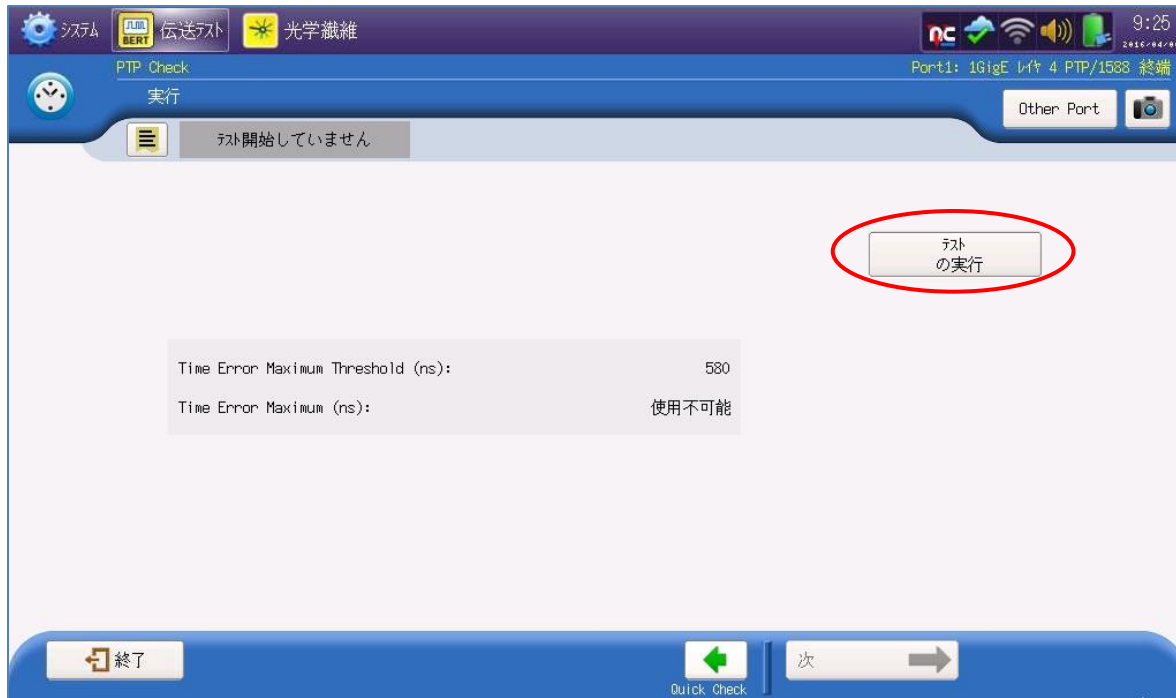 システム
BERT
伝送テスト
光学繊維
9:25
PTP Check
Port1: 1GigE レイヤ 4 PTP/1588 終端
実行
Other Port
テスト開始していません
テスト
の実行
Time Error Maximum Threshold (ns): 580
Time Error Maximum (ns): 使用不可能
終了
Quick Check
次